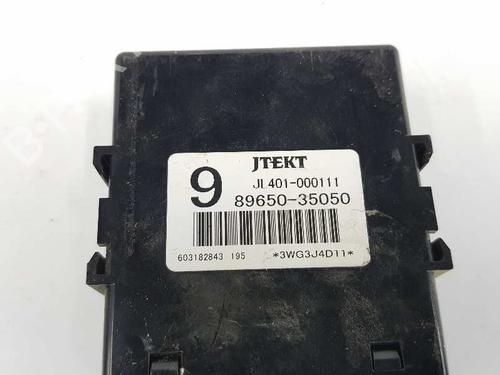 JTEKT
9 JL401-000111
89650-35050
603182843 195 *3WG3J4D11*